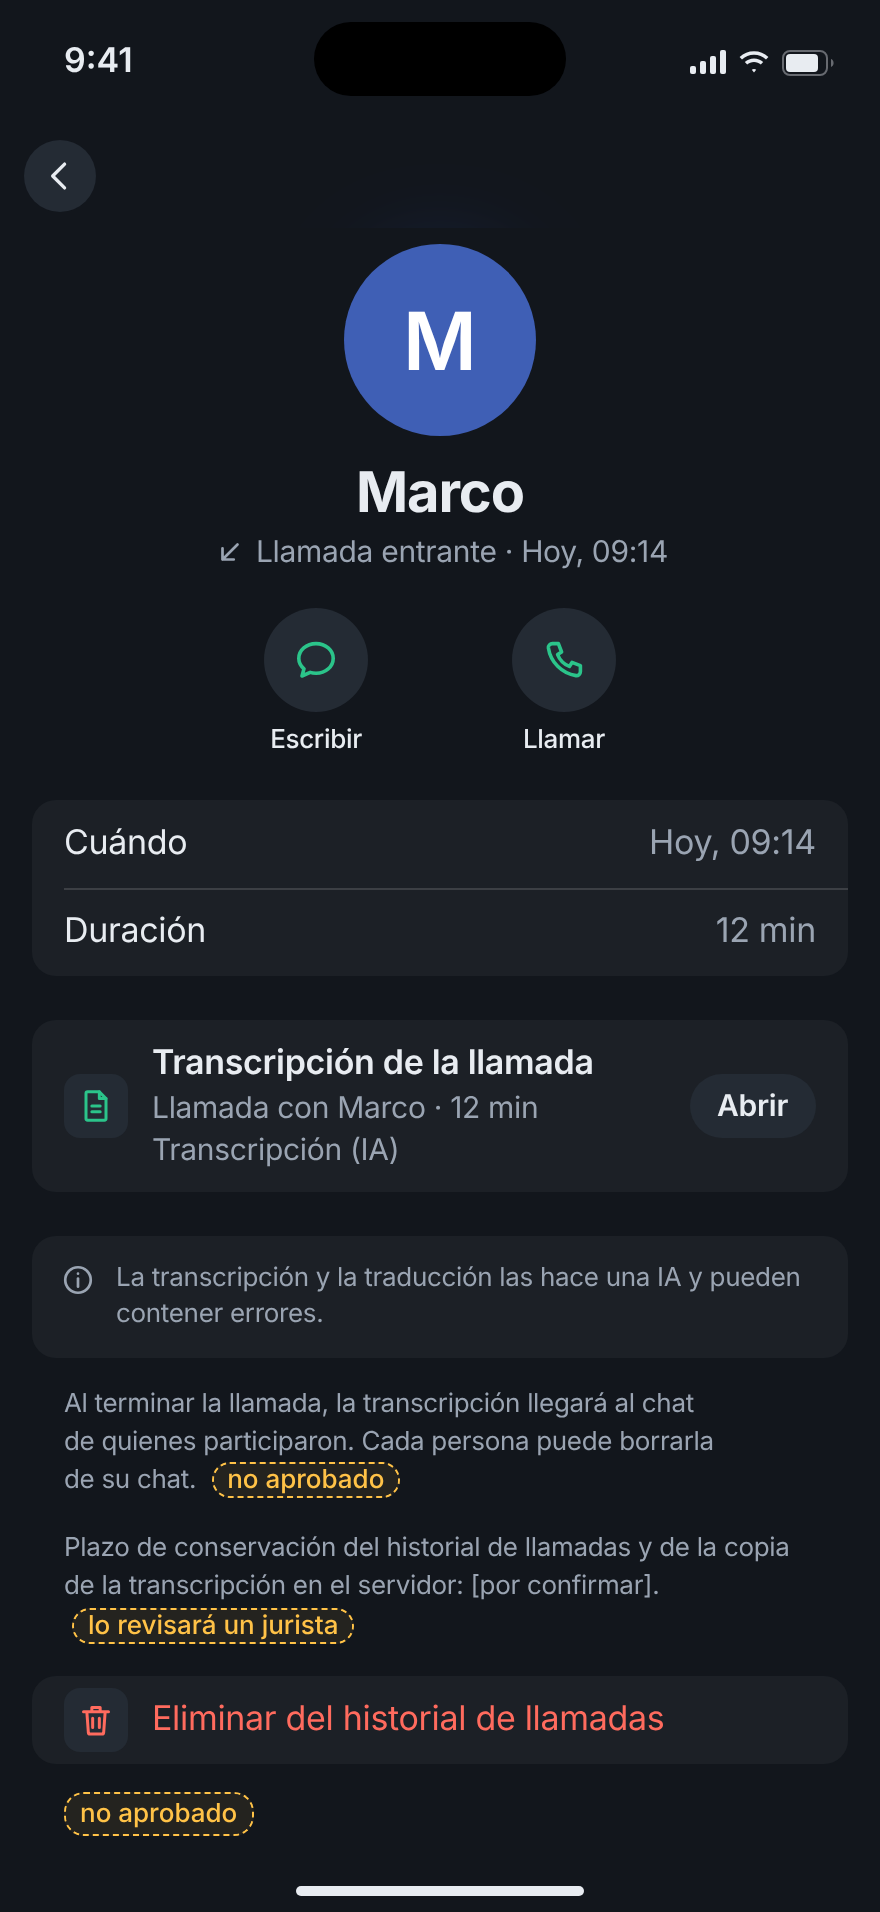 9:41
M
Marco
Llamada entrante · Hoy, 09:14
Escribir
Llamar
Cuándo
Hoy, 09:14
Duración
12 min
Transcripción de la llamada
Llamada con Marco · 12 min
Transcripción (IA)
Abrir
La transcripción y la traducción las hace una IA y pueden
contener errores.
Al terminar la llamada, la transcripción llegará al chat
de quienes participaron. Cada persona puede borrarla
de su chat. no aprobado
Plazo de conservación del historial de llamadas y de la copia
de la transcripción en el servidor: [por confirmar].
lo revisará un jurista
Eliminar del historial de llamadas
no aprobado